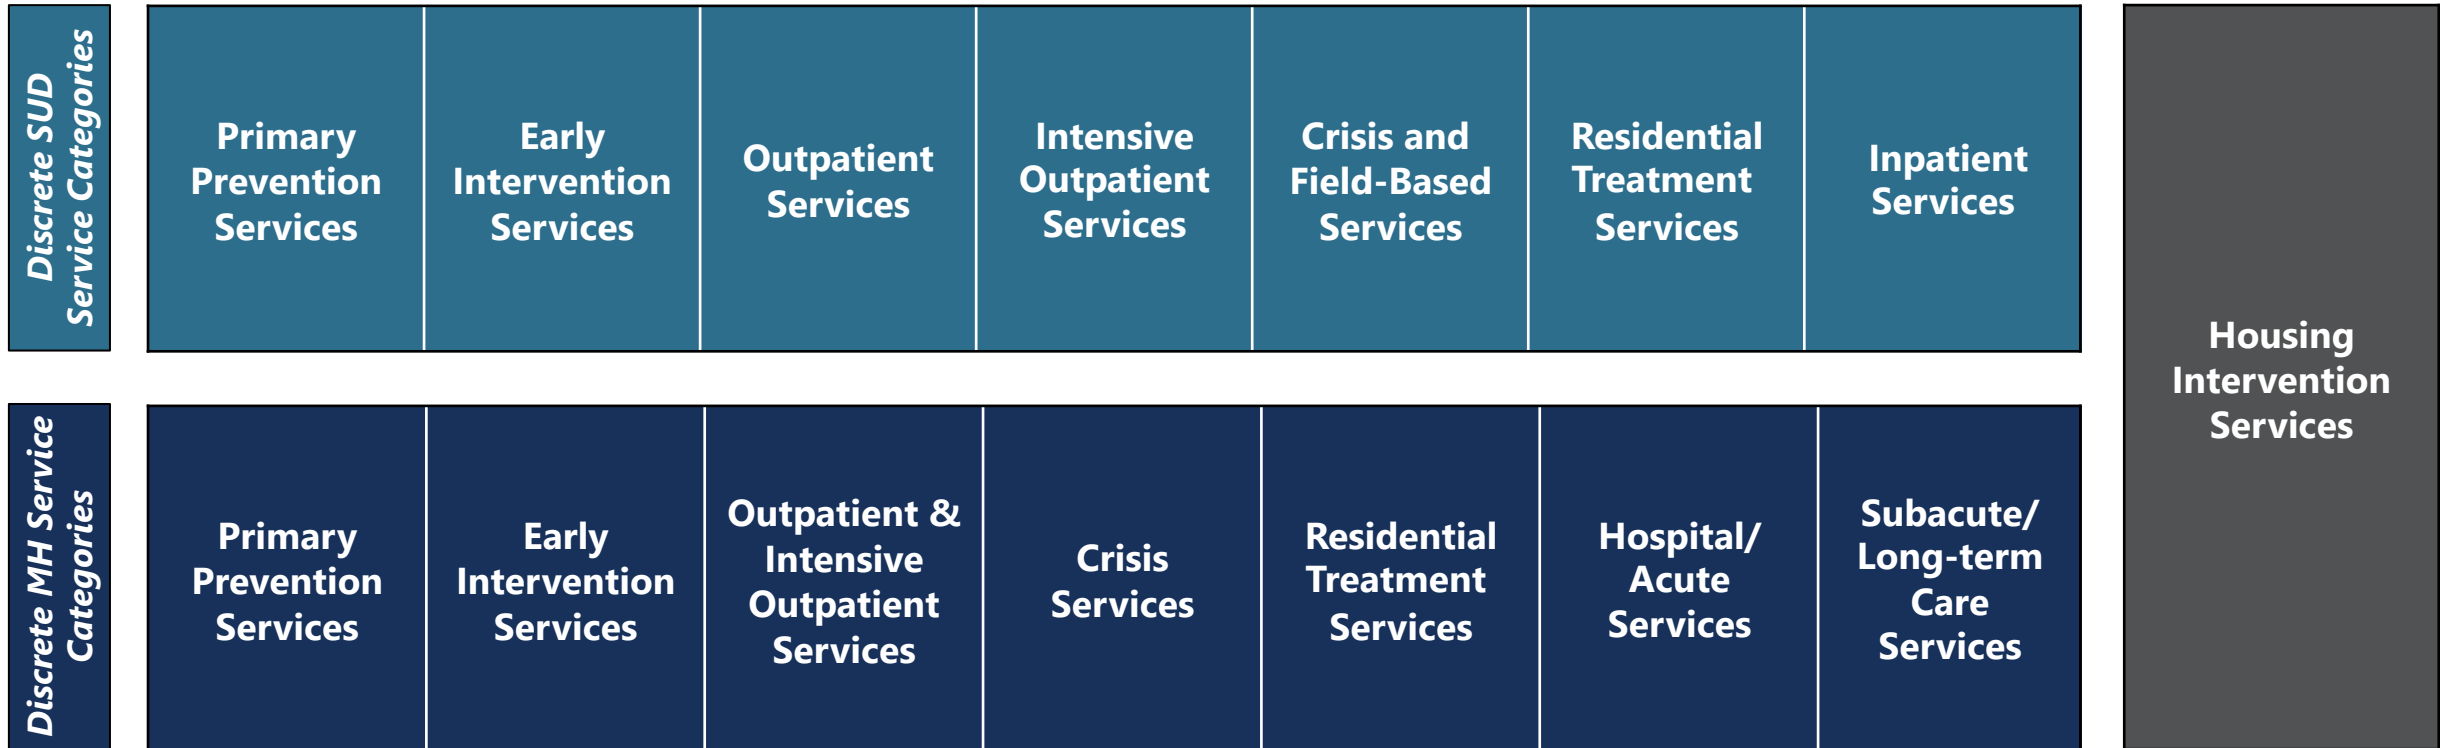 Discrete SUD
Service Categories
Primary
Prevention
Services
Early
Intervention
Services
Outpatient
Services
Intensive
Outpatient
Services
Crisis and
Field-Based
Services
Residential
Treatment
Services
Inpatient
Services
Discrete MH Service
Categories
Primary
Prevention
Services
Early
Intervention
Services
Outpatient &
Intensive
Outpatient
Services
Crisis
Services
Residential
Treatment
Services
Hospital/
Acute
Services
Subacute/
Long-term
Care
Services
Housing
Intervention
Services